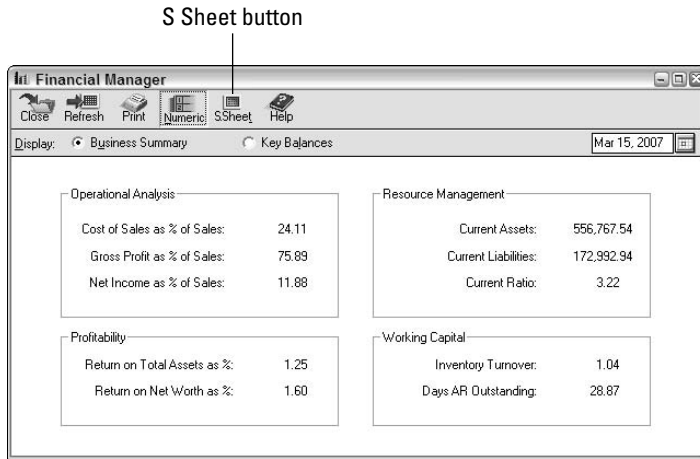 S Sheet button
Financial Manager
Close Refresh Print Numeric S.Sheet Help
Display: Business Summary Key Balances Mar 15, 2007
Operational Analysis
Cost of Sales as % of Sales: 24.11
Gross Profit as % of Sales: 75.89
Net Income as % of Sales: 11.88
Resource Management
Current Assets: 556,767.54
Current Liabilities: 172,992.94
Current Ratio: 3.22
Profitability
Return on Total Assets as %: 1.25
Return on Net Worth as %: 1.60
Working Capital
Inventory Turnover: 1.04
Days AR Outstanding: 28.87